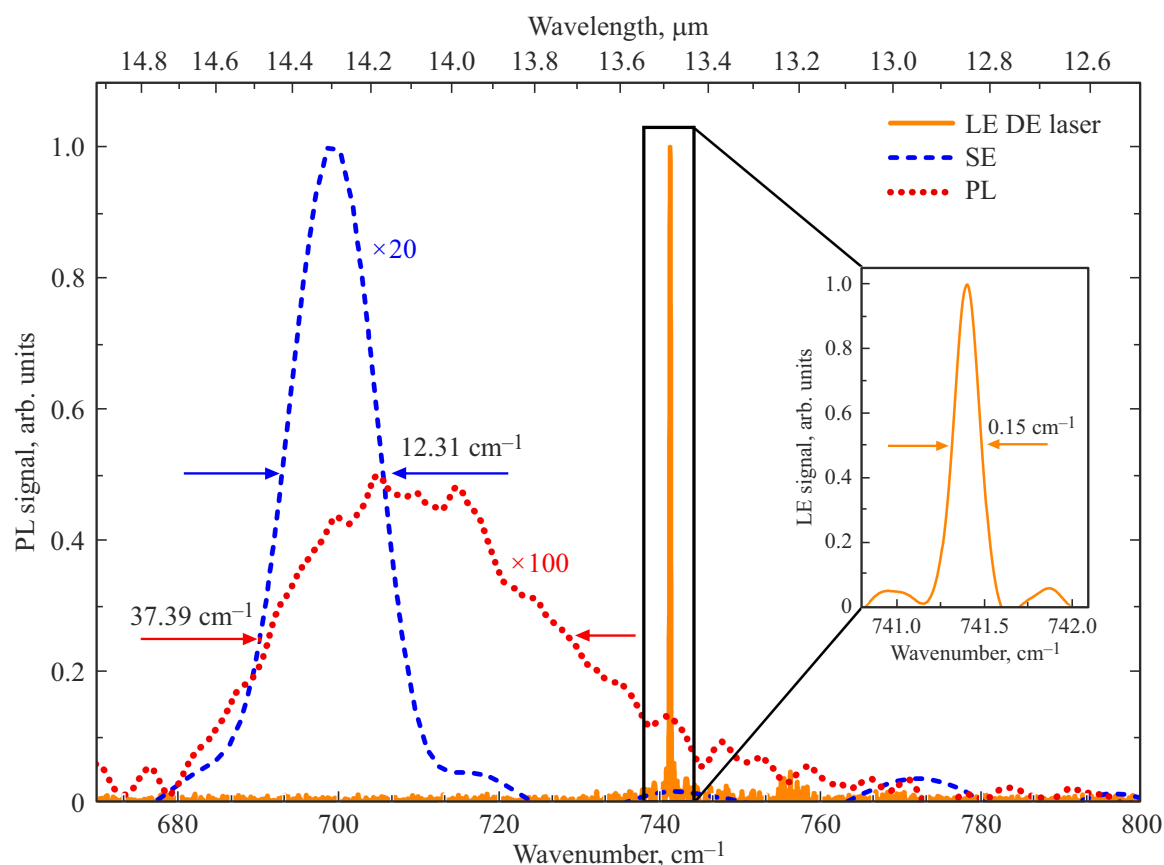 Wavelength, μm
14.8 14.6 14.4 14.2 14.0 13.8 13.6 13.4 13.2 13.0 12.8 12.6
LE DE laser
SE
PL
PL signal, arb. units
1.0
0.8
0.6
0.4
0.2
0
×20
12.31 cm⁻¹
×100
37.39 cm⁻¹
LE signal, arb. units
1.0
0.8
0.6
0.4
0.2
0
0.15 cm⁻¹
741.0 741.5 742.0
Wavenumber, cm⁻¹
680 700 720 740 760 780 800
Wavenumber, cm⁻¹